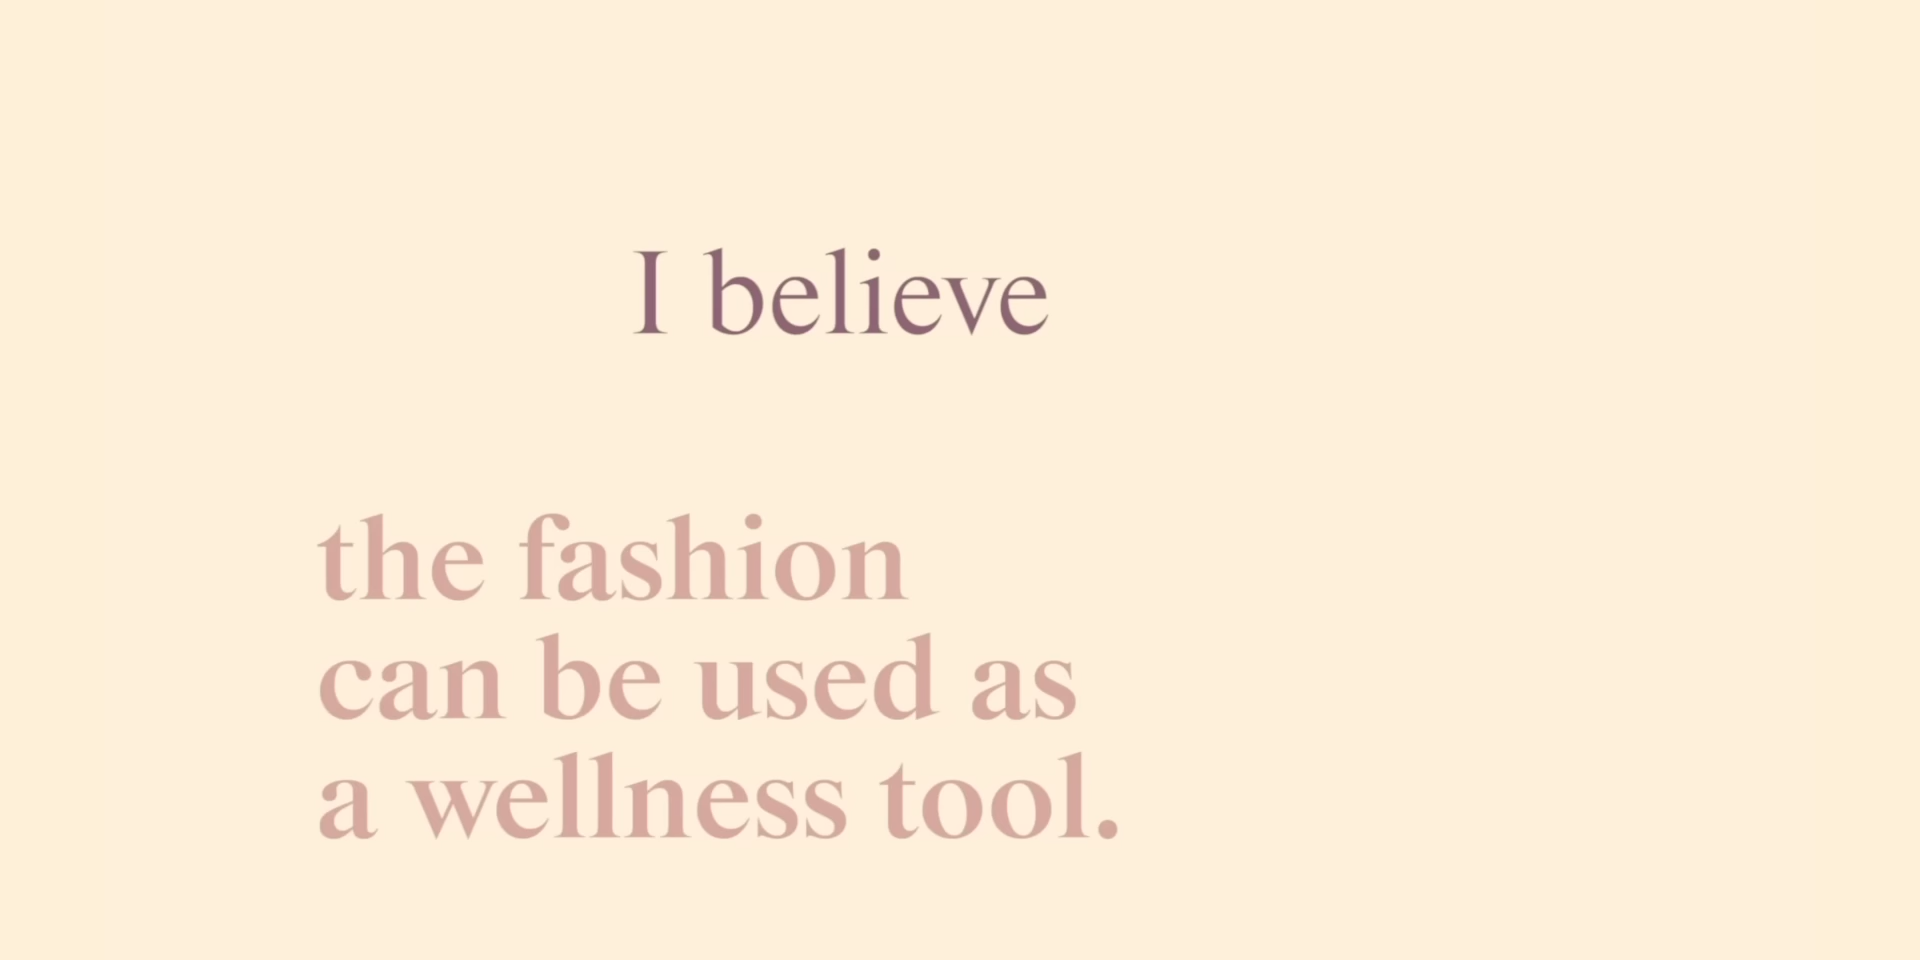 I believe
the fashion
can be used as
a wellness tool.